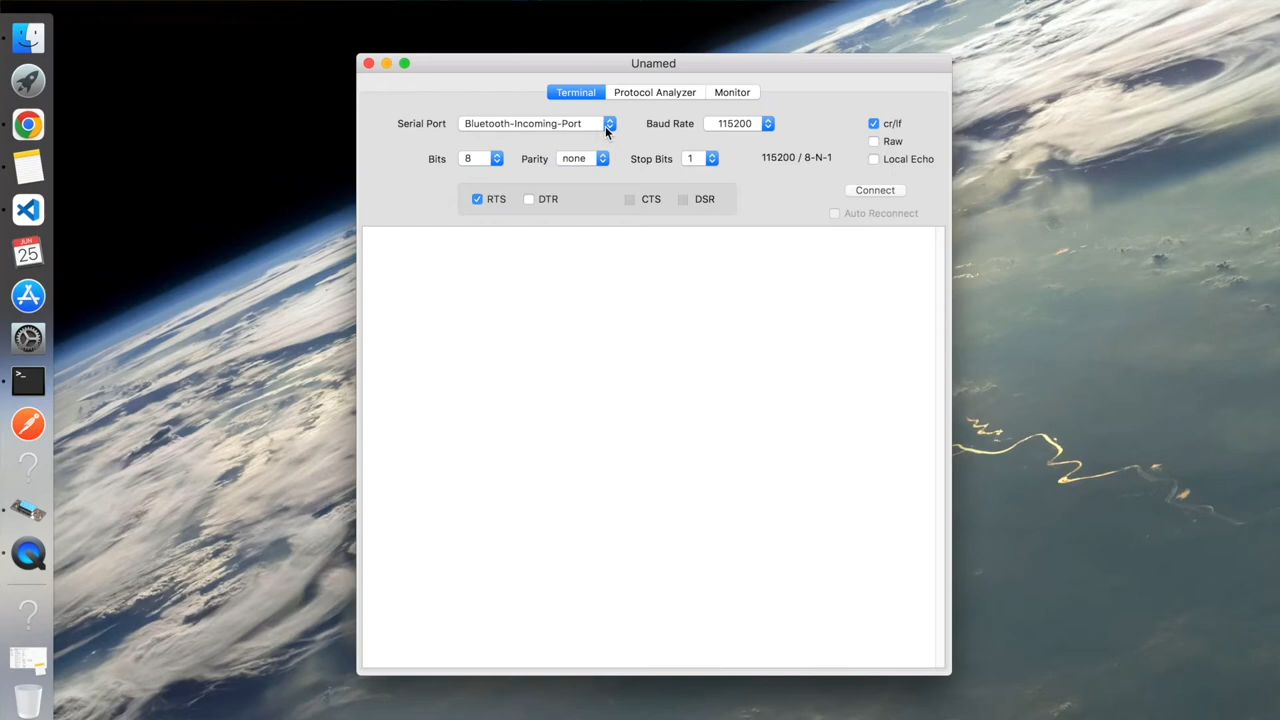 Unamed
Terminal Protocol Analyzer Monitor
Serial Port Bluetooth-Incoming-Port Baud Rate 115200 cr/lf
Raw
Bits 8 Parity none Stop Bits 1 115200 / 8-N-1 Local Echo
Connect
RTS DTR CTS DSR
Auto Reconnect
JUN
25
>_
?
?